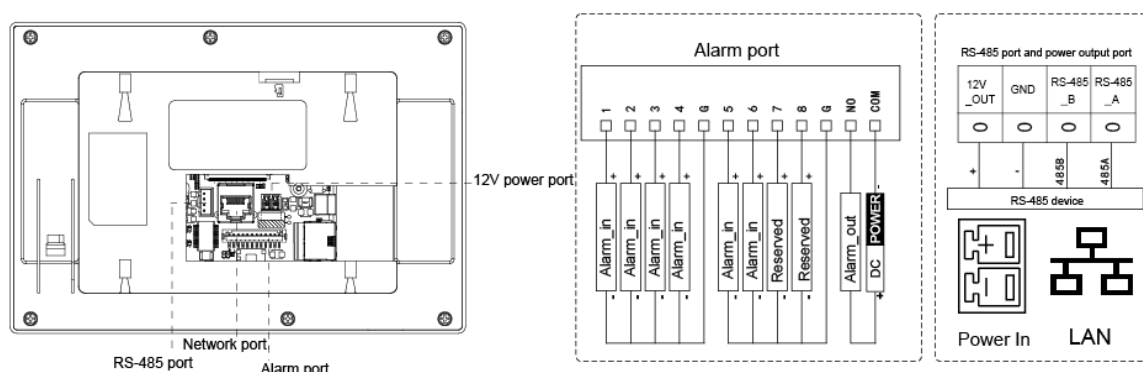 12V power port
RS-485 port
Network port
Alarm port
Alarm port
1 2 3 4 G 5 6 7 8 G NO COM
+ + + + + + + + -
Alarm_in
Alarm_in
Alarm_in
Alarm_in
Alarm_in
Alarm_in
Reserved
Reserved
Alarm_out
DC POWER
- - - - - - - - +
RS-485 port and power output port
12V
_OUT
GND
RS-485
_B
RS-485
_A
+ - 485B 485A
RS-485 device
+
-
Power In
LAN